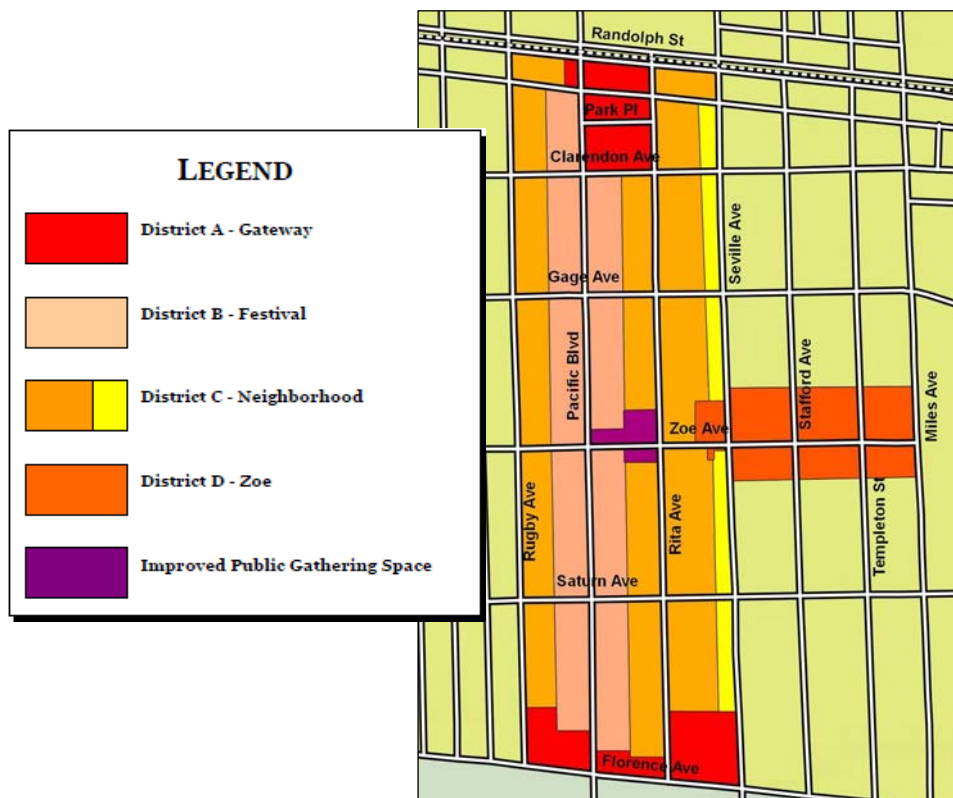 LEGEND
District A - Gateway
District B - Festival
District C - Neighborhood
District D - Zoe
Improved Public Gathering Space
Randolph St
Park Pl
Clarendon Ave
Seville Ave
Gage Ave
Pacific Blvd
Stafford Ave
Miles Ave
Zoe Ave
Rugby Ave
Rita Ave
Templeton St
Saturn Ave
Florence Ave